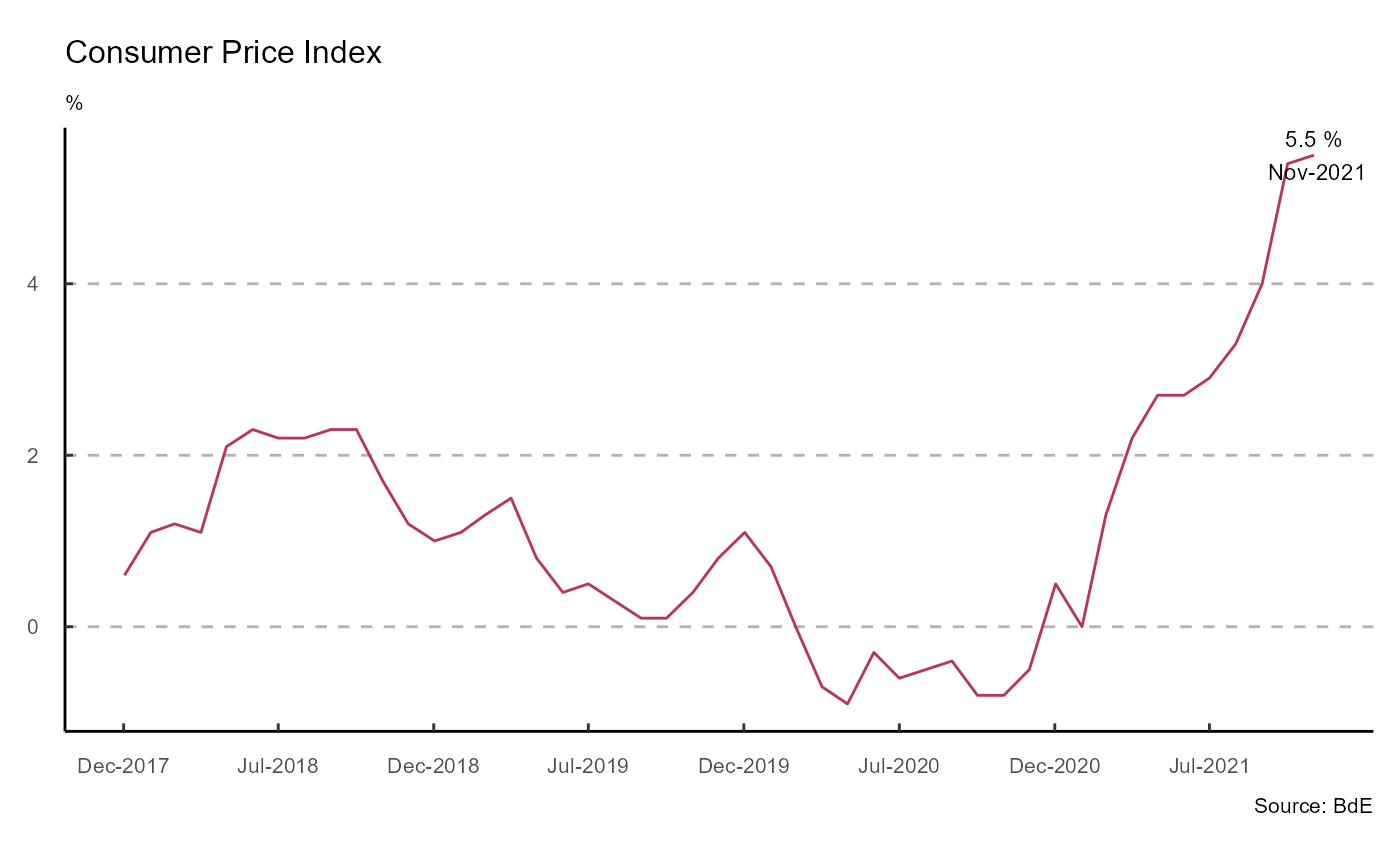 Consumer Price Index
%
5.5 %
Nov-2021
4
2
0
Dec-2017
Jul-2018
Dec-2018
Jul-2019
Dec-2019
Jul-2020
Dec-2020
Jul-2021
Source: BdE